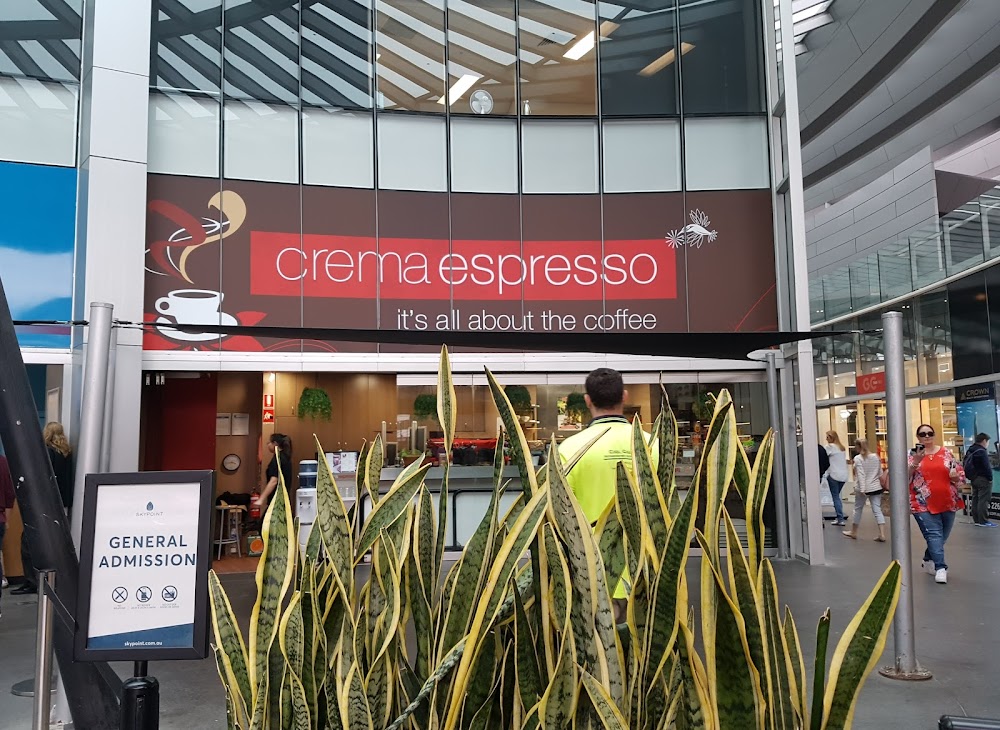 crema espresso
it's all about the coffee
SKYPOINT
GENERAL
ADMISSION
skypoint.com.au
CROWN